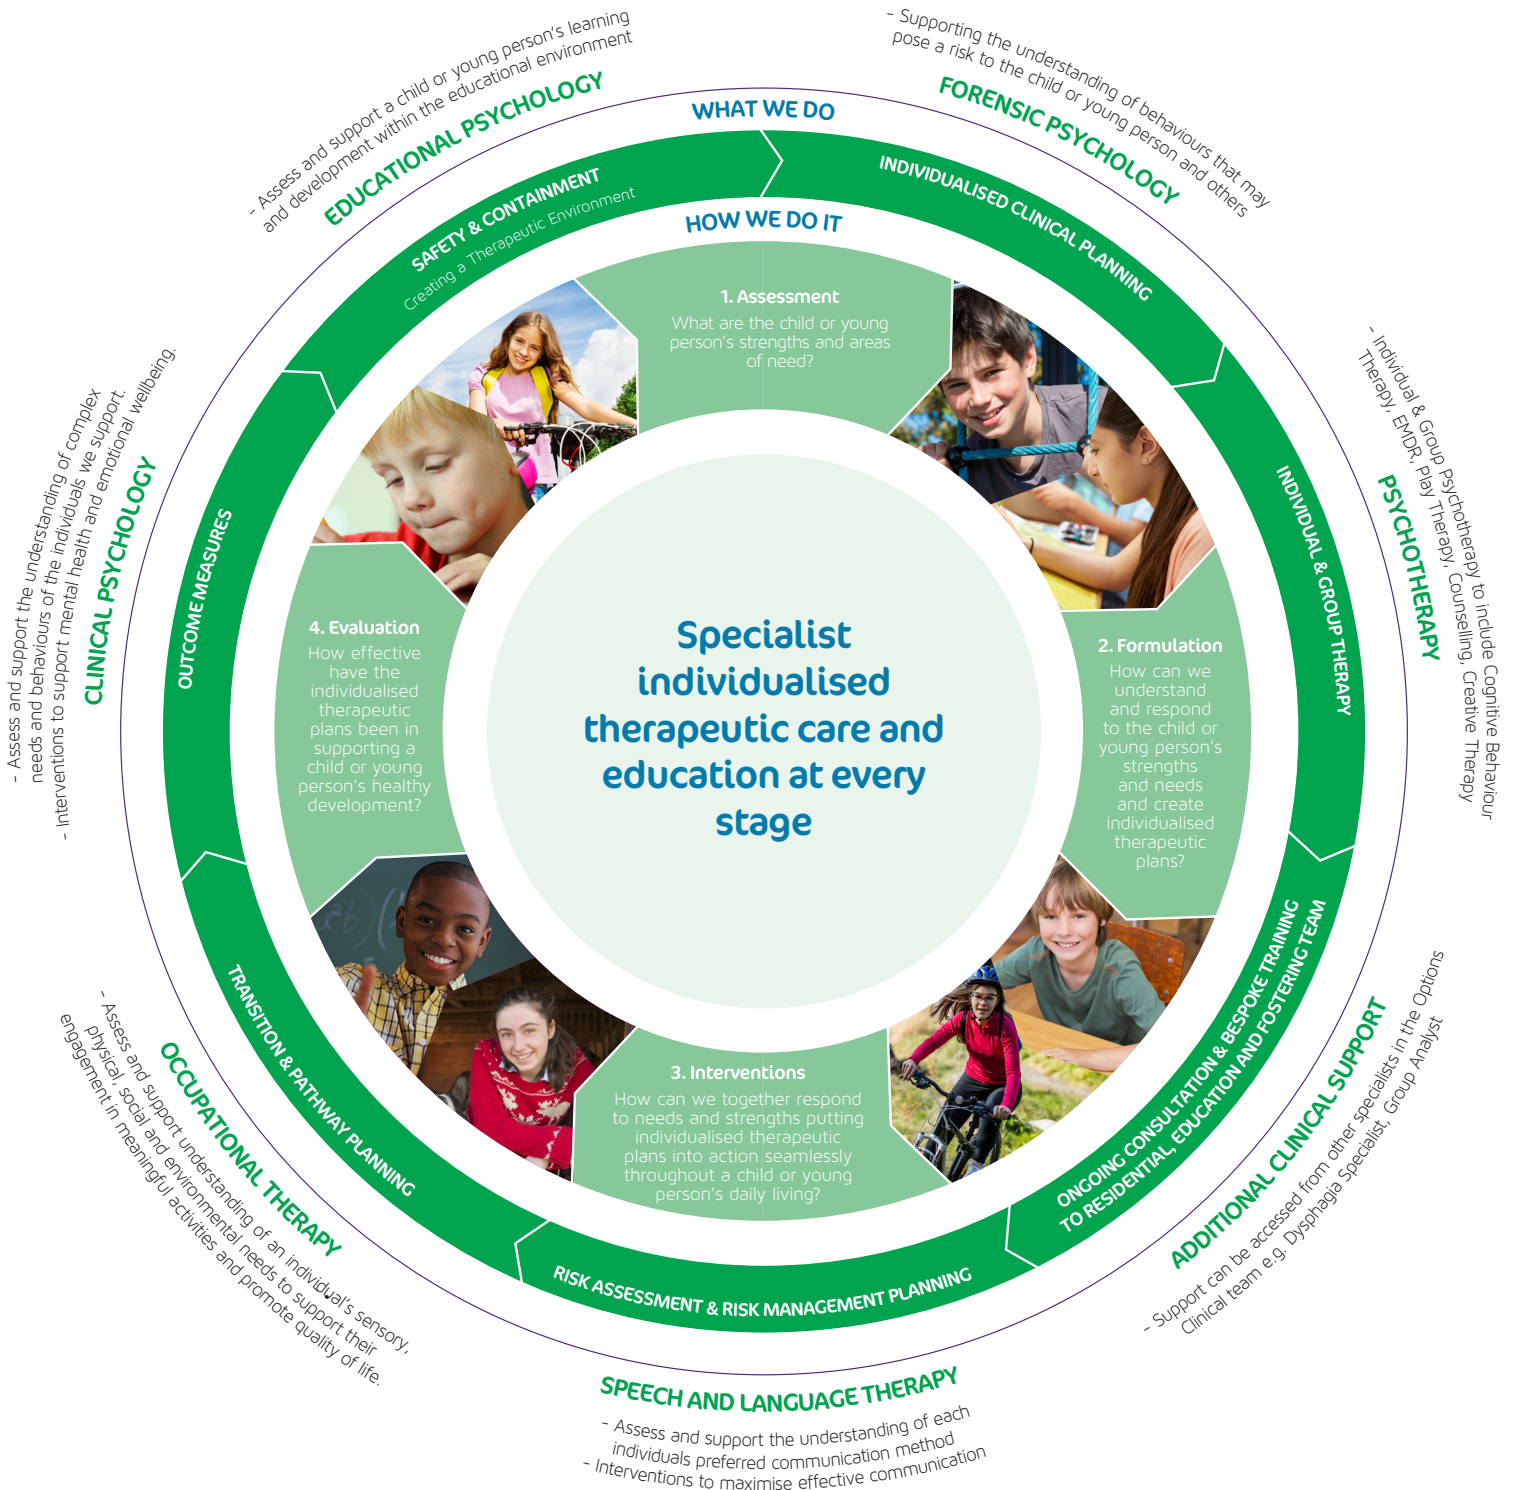 - Assess and support a child or young person's learning
and development within the educational environment
EDUCATIONAL PSYCHOLOGY
- Supporting the understanding of behaviours that may
pose a risk to the child or young person and others
FORENSIC PSYCHOLOGY
- Individual & Group Psychotherapy to include Cognitive Behaviour
Therapy, EMDR, Play Therapy, Counselling, Creative Therapy
PSYCHOTHERAPY
ADDITIONAL CLINICAL SUPPORT
- Support can be accessed from other specialists in the Options
Clinical team e.g. Dysphagia Specialist, Group Analyst
SPEECH AND LANGUAGE THERAPY
- Assess and support the understanding of each
individuals preferred communication method
- Interventions to maximise effective communication
OCCUPATIONAL THERAPY
- Assess and support understanding of an individual's sensory,
physical, social and environmental needs to support their
engagement in meaningful activities and promote quality of life.
- Assess and support the understanding of complex
needs and behaviours of the individuals we support.
- Interventions to support mental health and emotional wellbeing.
CLINICAL PSYCHOLOGY
WHAT WE DO
SAFETY & CONTAINMENT
Creating a Therapeutic Environment
INDIVIDUALISED CLINICAL PLANNING
INDIVIDUAL & GROUP THERAPY
ONGOING CONSULTATION & BESPOKE TRAINING
TO RESIDENTIAL, EDUCATION AND FOSTERING TEAM
RISK ASSESSMENT & RISK MANAGEMENT PLANNING
TRANSITION & PATHWAY PLANNING
OUTCOME MEASURES
HOW WE DO IT
1. Assessment
What are the child or young
person's strengths and areas
of need?
2. Formulation
How can we
understand
and respond
to the child or
young person's
strengths
and needs
and create
individualised
therapeutic
plans?
3. Interventions
How can we together respond
to needs and strengths putting
individualised therapeutic
plans into action seamlessly
throughout a child or young
person's daily living?
4. Evaluation
How effective
have the
individualised
therapeutic
plans been in
supporting a
child or young
person's healthy
development?
Specialist
individualised
therapeutic care and
education at every
stage